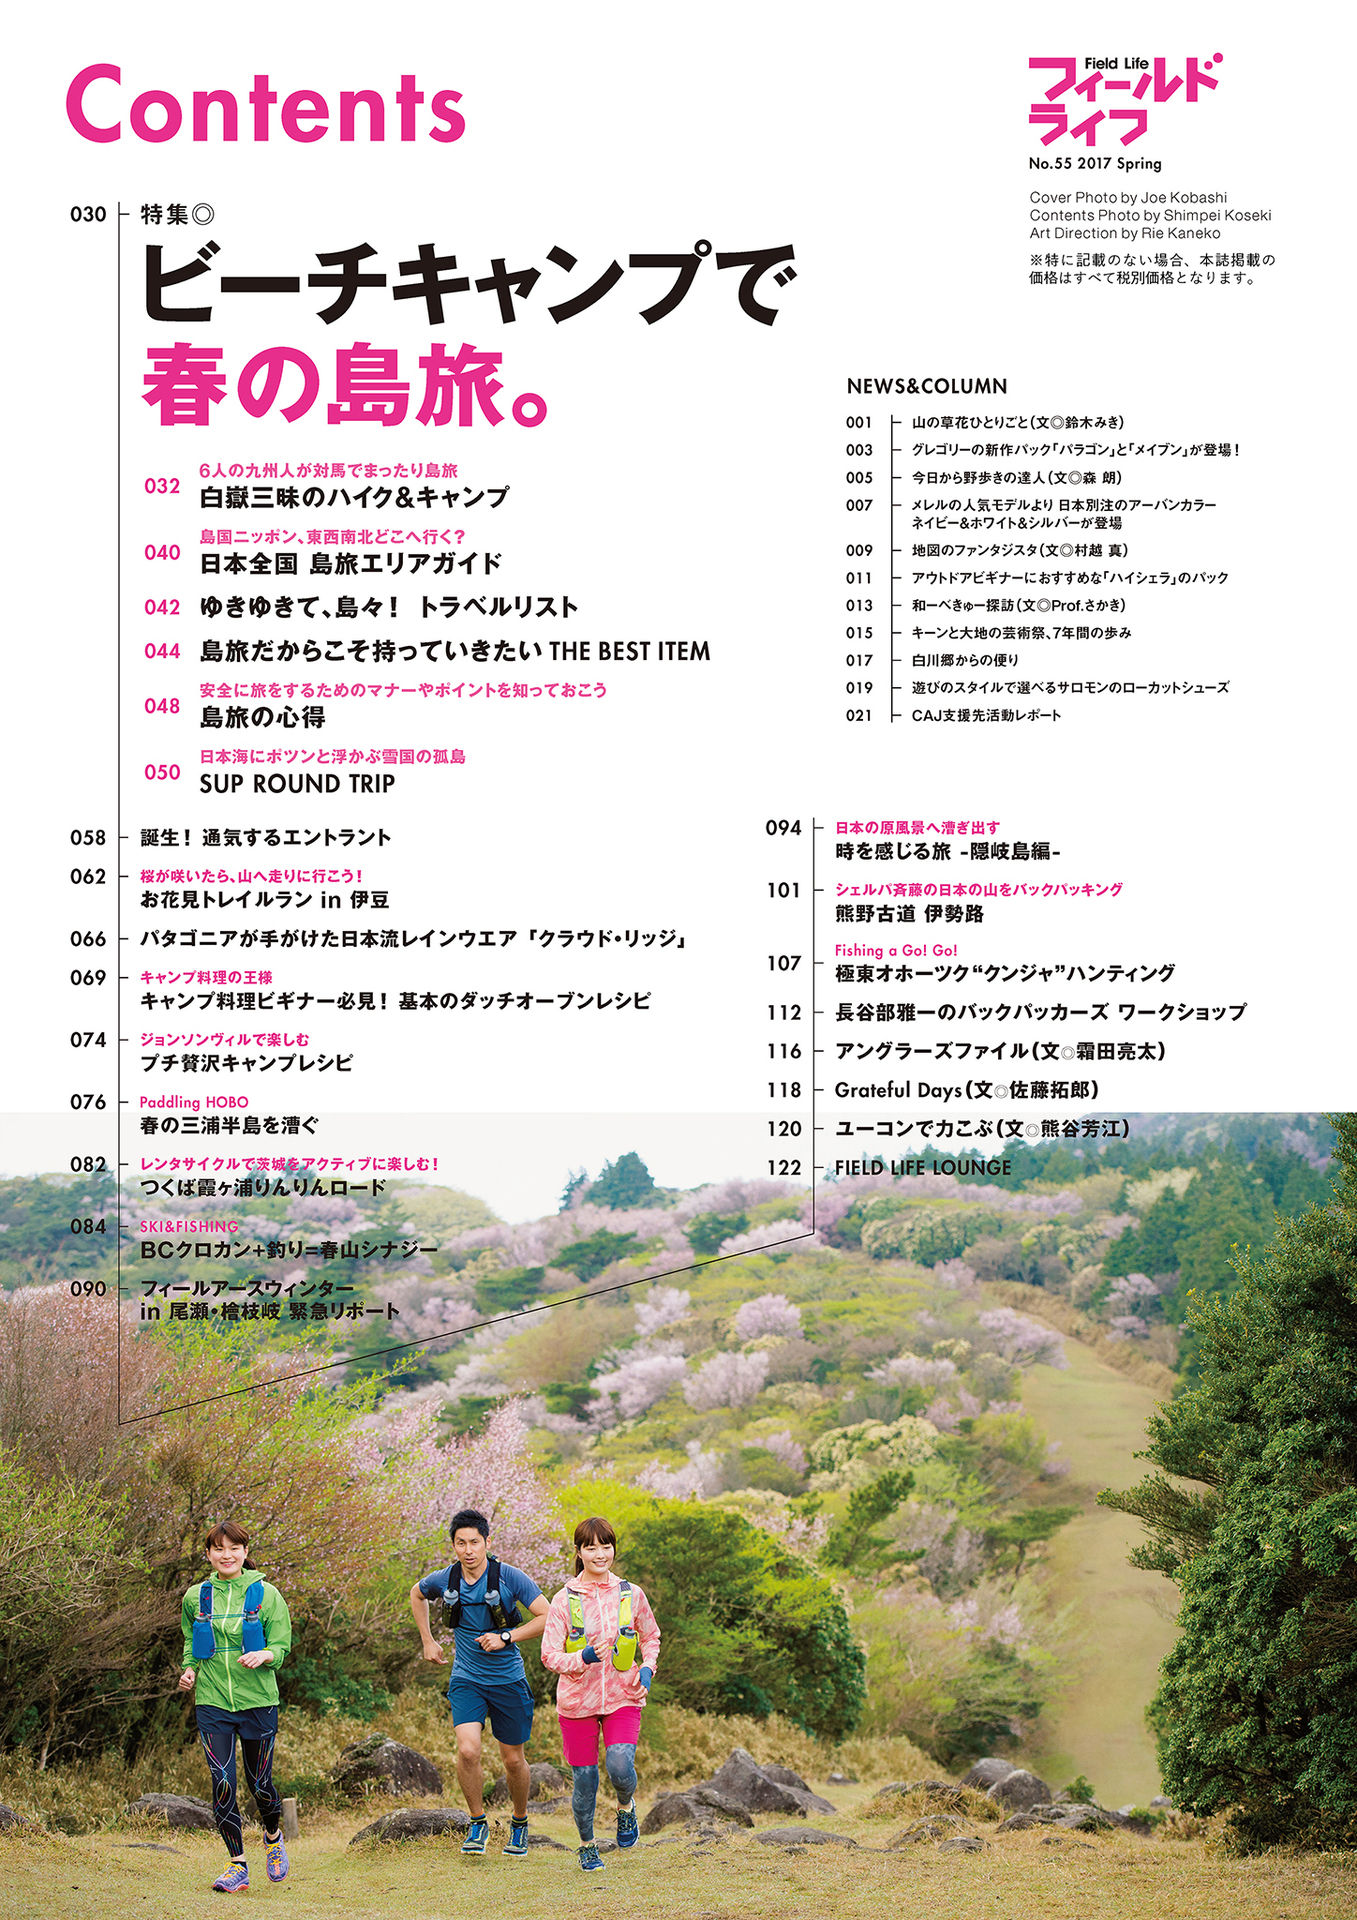 Contents
Field Life
フィールド
ライフ
No.55 2017 Spring
Cover Photo by Joe Kobashi
Contents Photo by Shimpei Koseki
Art Direction by Rie Kaneko
※特に記載のない場合、本誌掲載の
価格はすべて税別価格となります。
030 特集◎
ビーチキャンプで
春の島旅。
6人の九州人が対馬でまったり島旅
032 白嶽三昧のハイク&キャンプ
島国ニッポン、東西南北どこへ行く?
040 日本全国 島旅エリアガイド
042 ゆきゆきて、島々! トラベルリスト
044 島旅だからこそ持っていきたい THE BEST ITEM
安全に旅をするためのマナーやポイントを知っておこう
048 島旅の心得
日本海にポツンと浮かぶ雪国の孤島
050 SUP ROUND TRIP
NEWS&COLUMN
001 山の草花ひとりごと(文◎鈴木みき)
003 グレゴリーの新作パック「パラゴン」と「メイブン」が登場!
005 今日から野歩きの達人(文◎森 朗)
007 メレルの人気モデルより 日本別注のアーバンカラー
ネイビー&ホワイト&シルバーが登場
009 地図のファンタジスタ(文◎村越 真)
011 アウトドアビギナーにおすすめな「ハイシェラ」のパック
013 和ーべきゅー探訪(文◎Prof.さかき)
015 キーンと大地の芸術祭、7年間の歩み
017 白川郷からの便り
019 遊びのスタイルで選べるサロモンのローカットシューズ
021 CAJ支援先活動レポート
058 誕生! 通気するエントラント
062 桜が咲いたら、山へ走りに行こう!
お花見トレイルラン in 伊豆
066 パタゴニアが手がけた日本流レインウエア 「クラウド・リッジ」
069 キャンプ料理の王様
キャンプ料理ビギナー必見! 基本のダッチオーブンレシピ
074 ジョンソンヴィルで楽しむ
プチ贅沢キャンプレシピ
076 Paddling HOBO
春の三浦半島を漕ぐ
082 レンタサイクルで茨城をアクティブに楽しむ!
つくば霞ヶ浦りんりんロード
084 SKI&FISHING
BCクロカン+釣り=春山シナジー
090 フィールアースウィンター
in 尾瀬・檜枝岐 緊急リポート
094 日本の原風景へ漕ぎ出す
時を感じる旅 -隠岐島編-
101 シェルパ斉藤の日本の山をバックパッキング
熊野古道 伊勢路
Fishing a Go! Go!
107 極東オホーツク“クンジャ”ハンティング
112 長谷部雅一のバックパッカーズ ワークショップ
116 アングラーズファイル(文◎霜田亮太)
118 Grateful Days(文◎佐藤拓郎)
120 ユーコンで力こぶ(文◎熊谷芳江)
122 FIELD LIFE LOUNGE